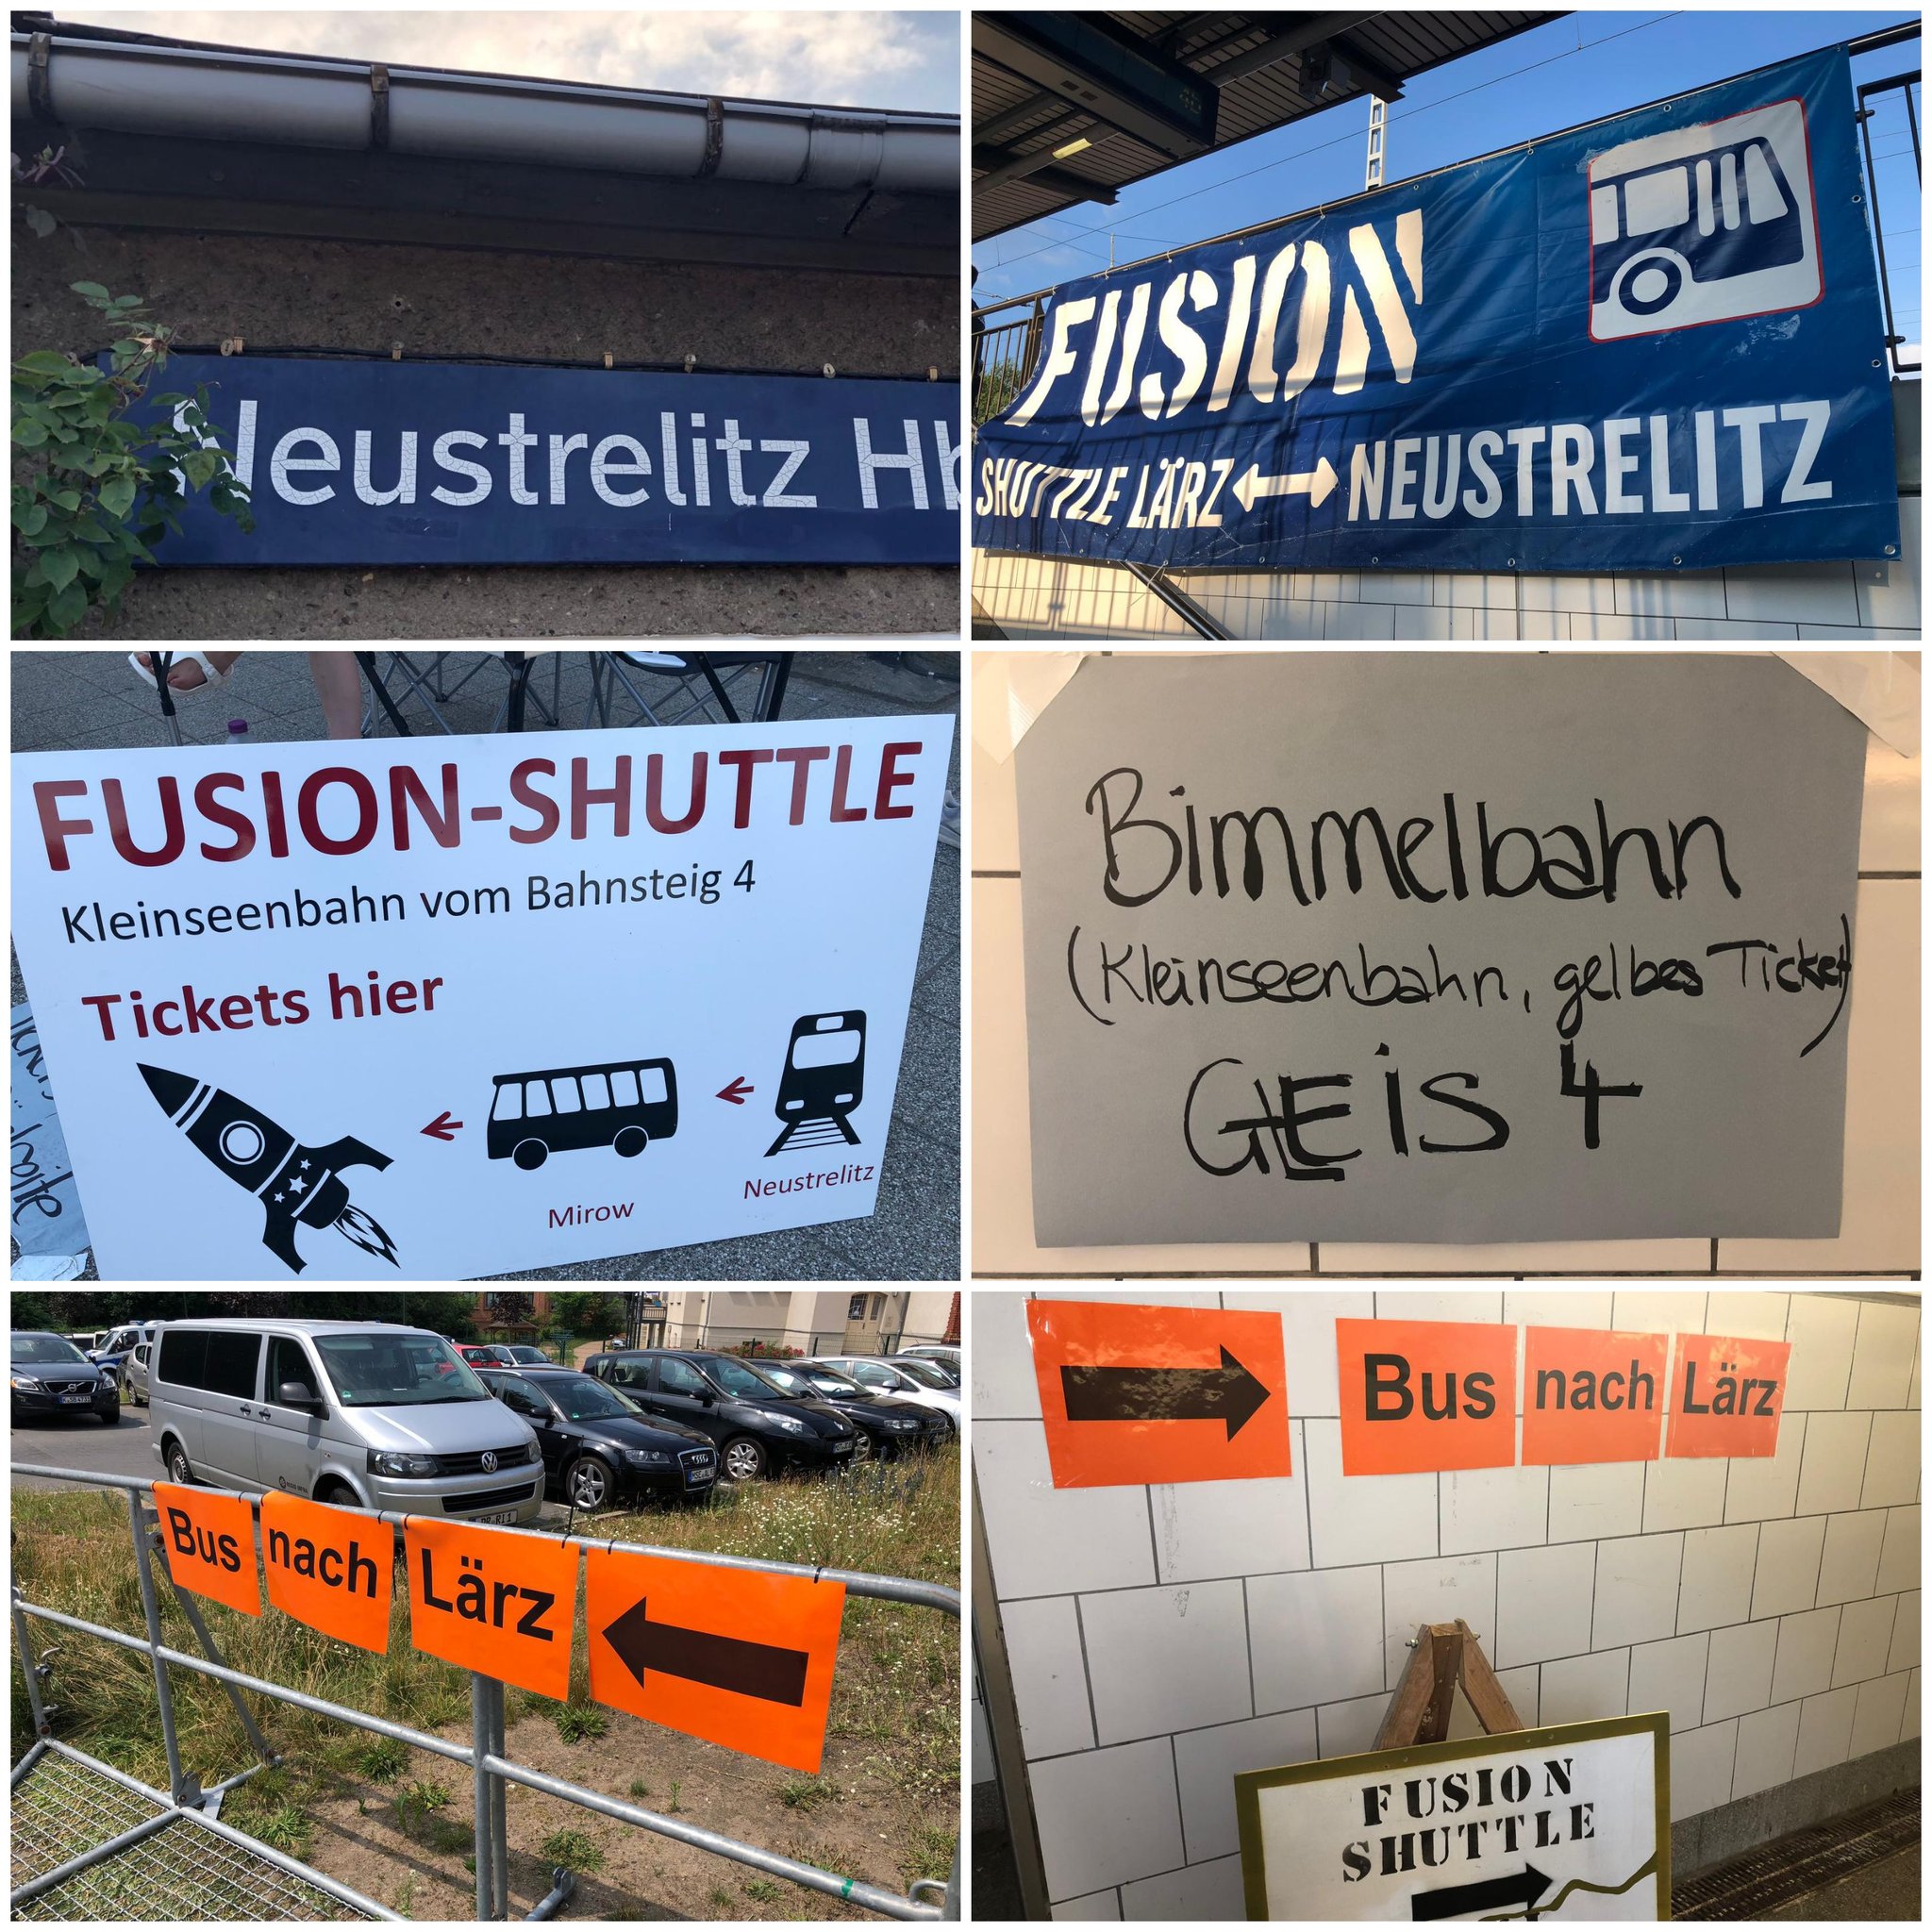 Neustrelitz Hb
FUSION
SHUTTLE LÄRZ ↔ NEUSTRELITZ
FUSION-SHUTTLE
Kleinseenbahn vom Bahnsteig 4
Tickets hier
Mirow
Neustrelitz
Bimmelbahn
(Kleinseenbahn, gelbes Ticket)
GLEIS 4
Bus nach Lärz
Bus nach Lärz
FUSION
SHUTTLE